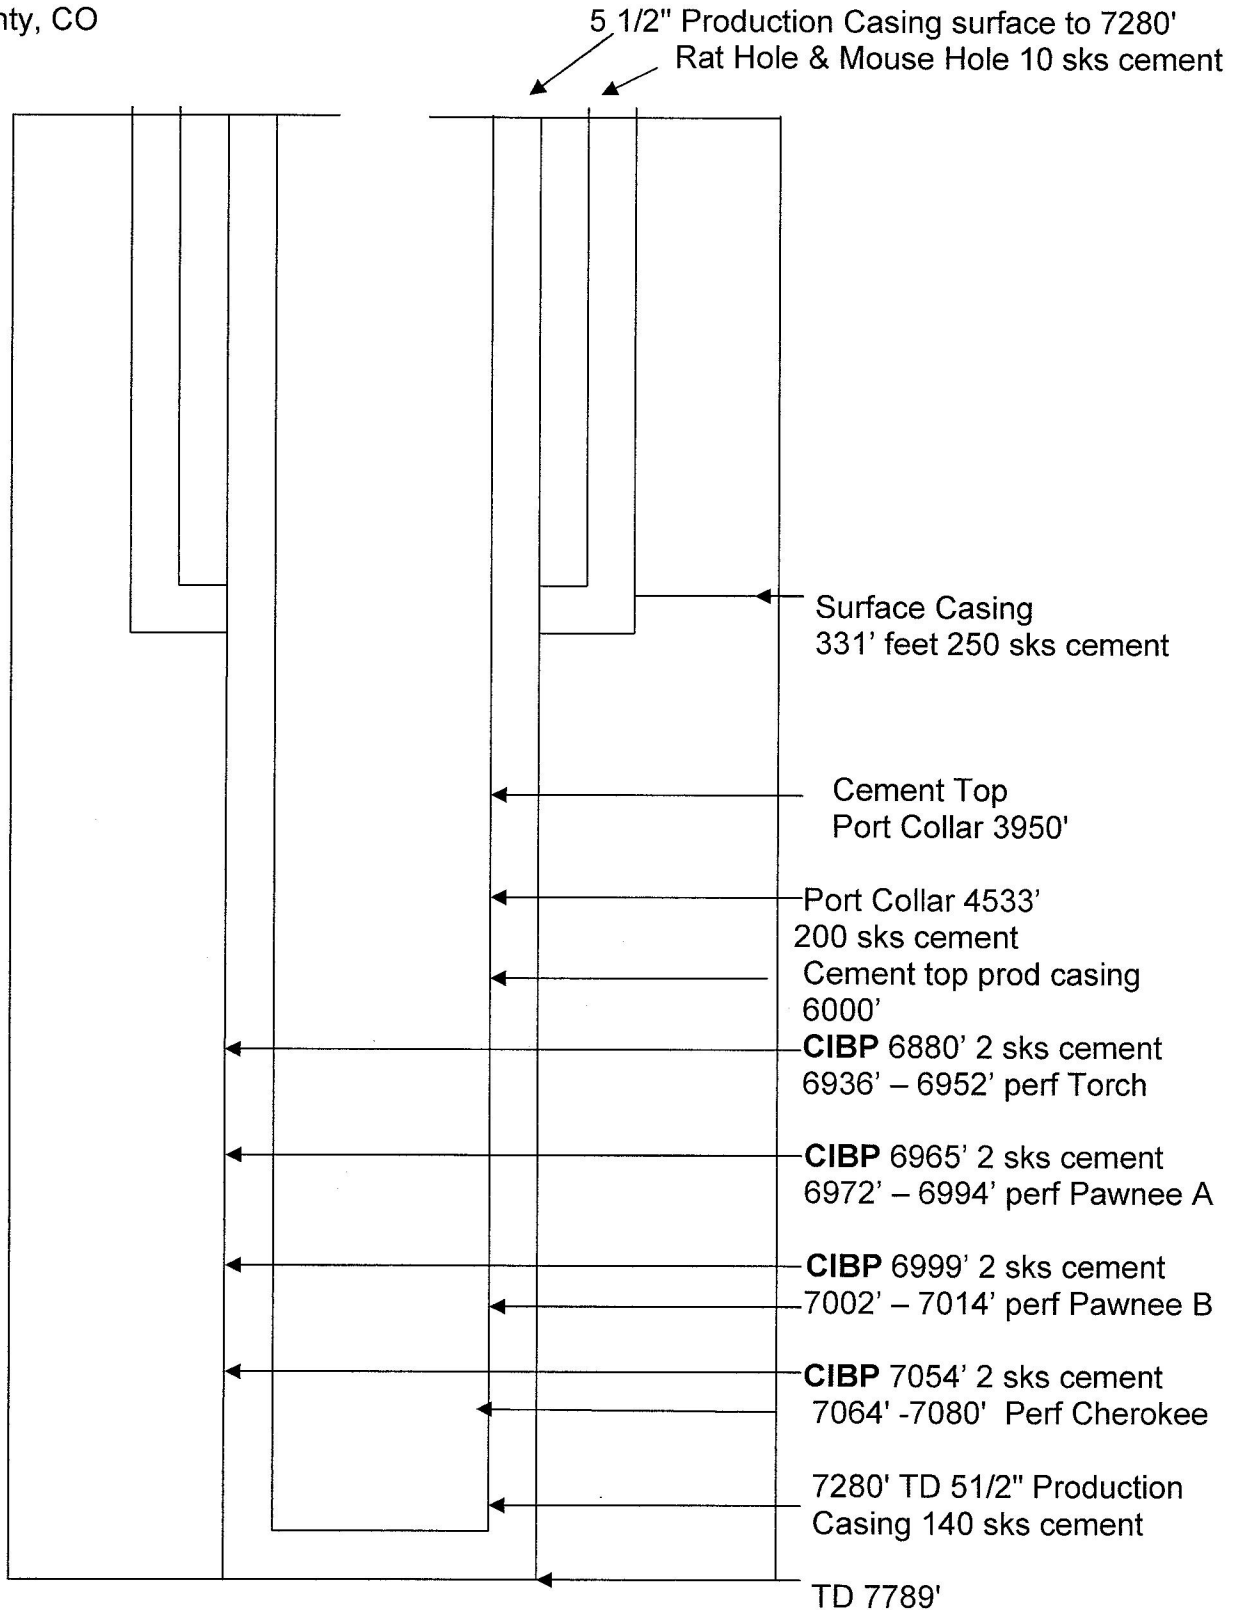 nty, CO
5 1/2" Production Casing surface to 7280'
Rat Hole & Mouse Hole 10 sks cement
Surface Casing
331' feet 250 sks cement
Cement Top
Port Collar 3950'
Port Collar 4533'
200 sks cement
Cement top prod casing
6000'
CIBP 6880' 2 sks cement
6936' – 6952' perf Torch
CIBP 6965' 2 sks cement
6972' – 6994' perf Pawnee A
CIBP 6999' 2 sks cement
7002' – 7014' perf Pawnee B
CIBP 7054' 2 sks cement
7064' -7080' Perf Cherokee
7280' TD 51/2" Production
Casing 140 sks cement
TD 7789'